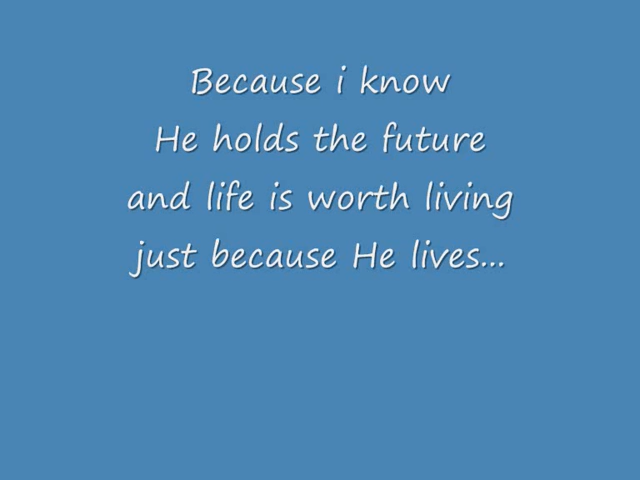 Because i know
He holds the future
and life is worth living
just because He lives...